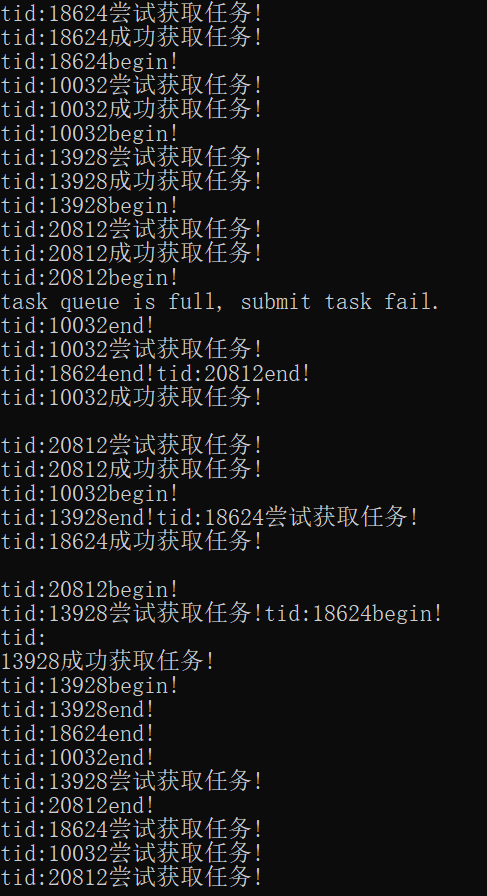 tid:18624尝试获取任务!
tid:18624成功获取任务!
tid:18624begin!
tid:10032尝试获取任务!
tid:10032成功获取任务!
tid:10032begin!
tid:13928尝试获取任务!
tid:13928成功获取任务!
tid:13928begin!
tid:20812尝试获取任务!
tid:20812成功获取任务!
tid:20812begin!
task queue is full, submit task fail.
tid:10032end!
tid:10032尝试获取任务!
tid:18624end!tid:20812end!
tid:10032成功获取任务!
tid:20812尝试获取任务!
tid:20812成功获取任务!
tid:10032begin!
tid:13928end!tid:18624尝试获取任务!
tid:18624成功获取任务!
tid:20812begin!
tid:13928尝试获取任务!tid:18624begin!
tid:
13928成功获取任务!
tid:13928begin!
tid:13928end!
tid:18624end!
tid:10032end!
tid:13928尝试获取任务!
tid:20812end!
tid:18624尝试获取任务!
tid:10032尝试获取任务!
tid:20812尝试获取任务!